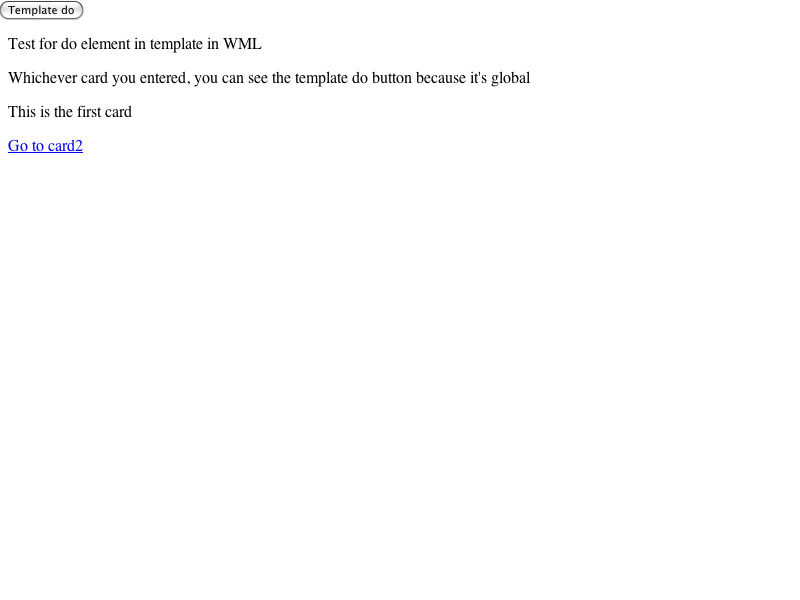 Template do
Test for do element in template in WML
Whichever card you entered, you can see the template do button because it's global
This is the first card
Go to card2